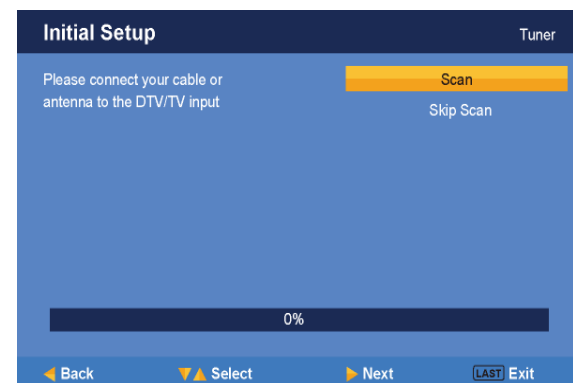 Initial Setup Tuner
Please connect your cable or
antenna to the DTV/TV input
Scan
Skip Scan
0%
Back Select Next LAST Exit